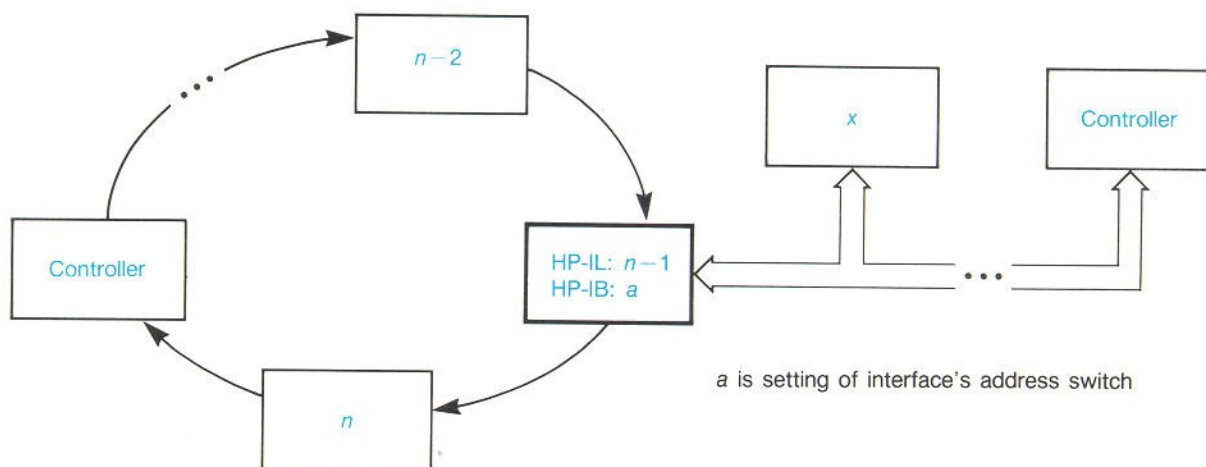 n−2
x
Controller
Controller
HP-IL: n−1
HP-IB: a
a is setting of interface's address switch
n